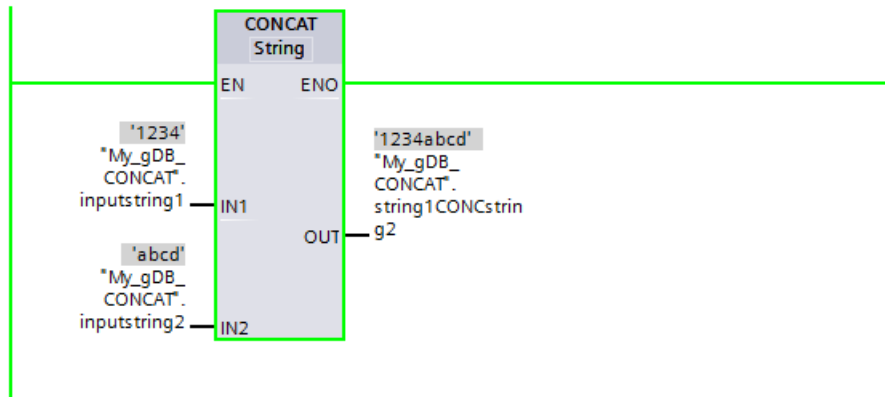 CONCAT
String
EN ENO
'1234'
"My_gDB_
CONCAT".
inputstring1
IN1
'1234abcd'
"My_gDB_
CONCAT".
string1CONCstrin
g2
OUT
'abcd'
"My_gDB_
CONCAT".
inputstring2
IN2